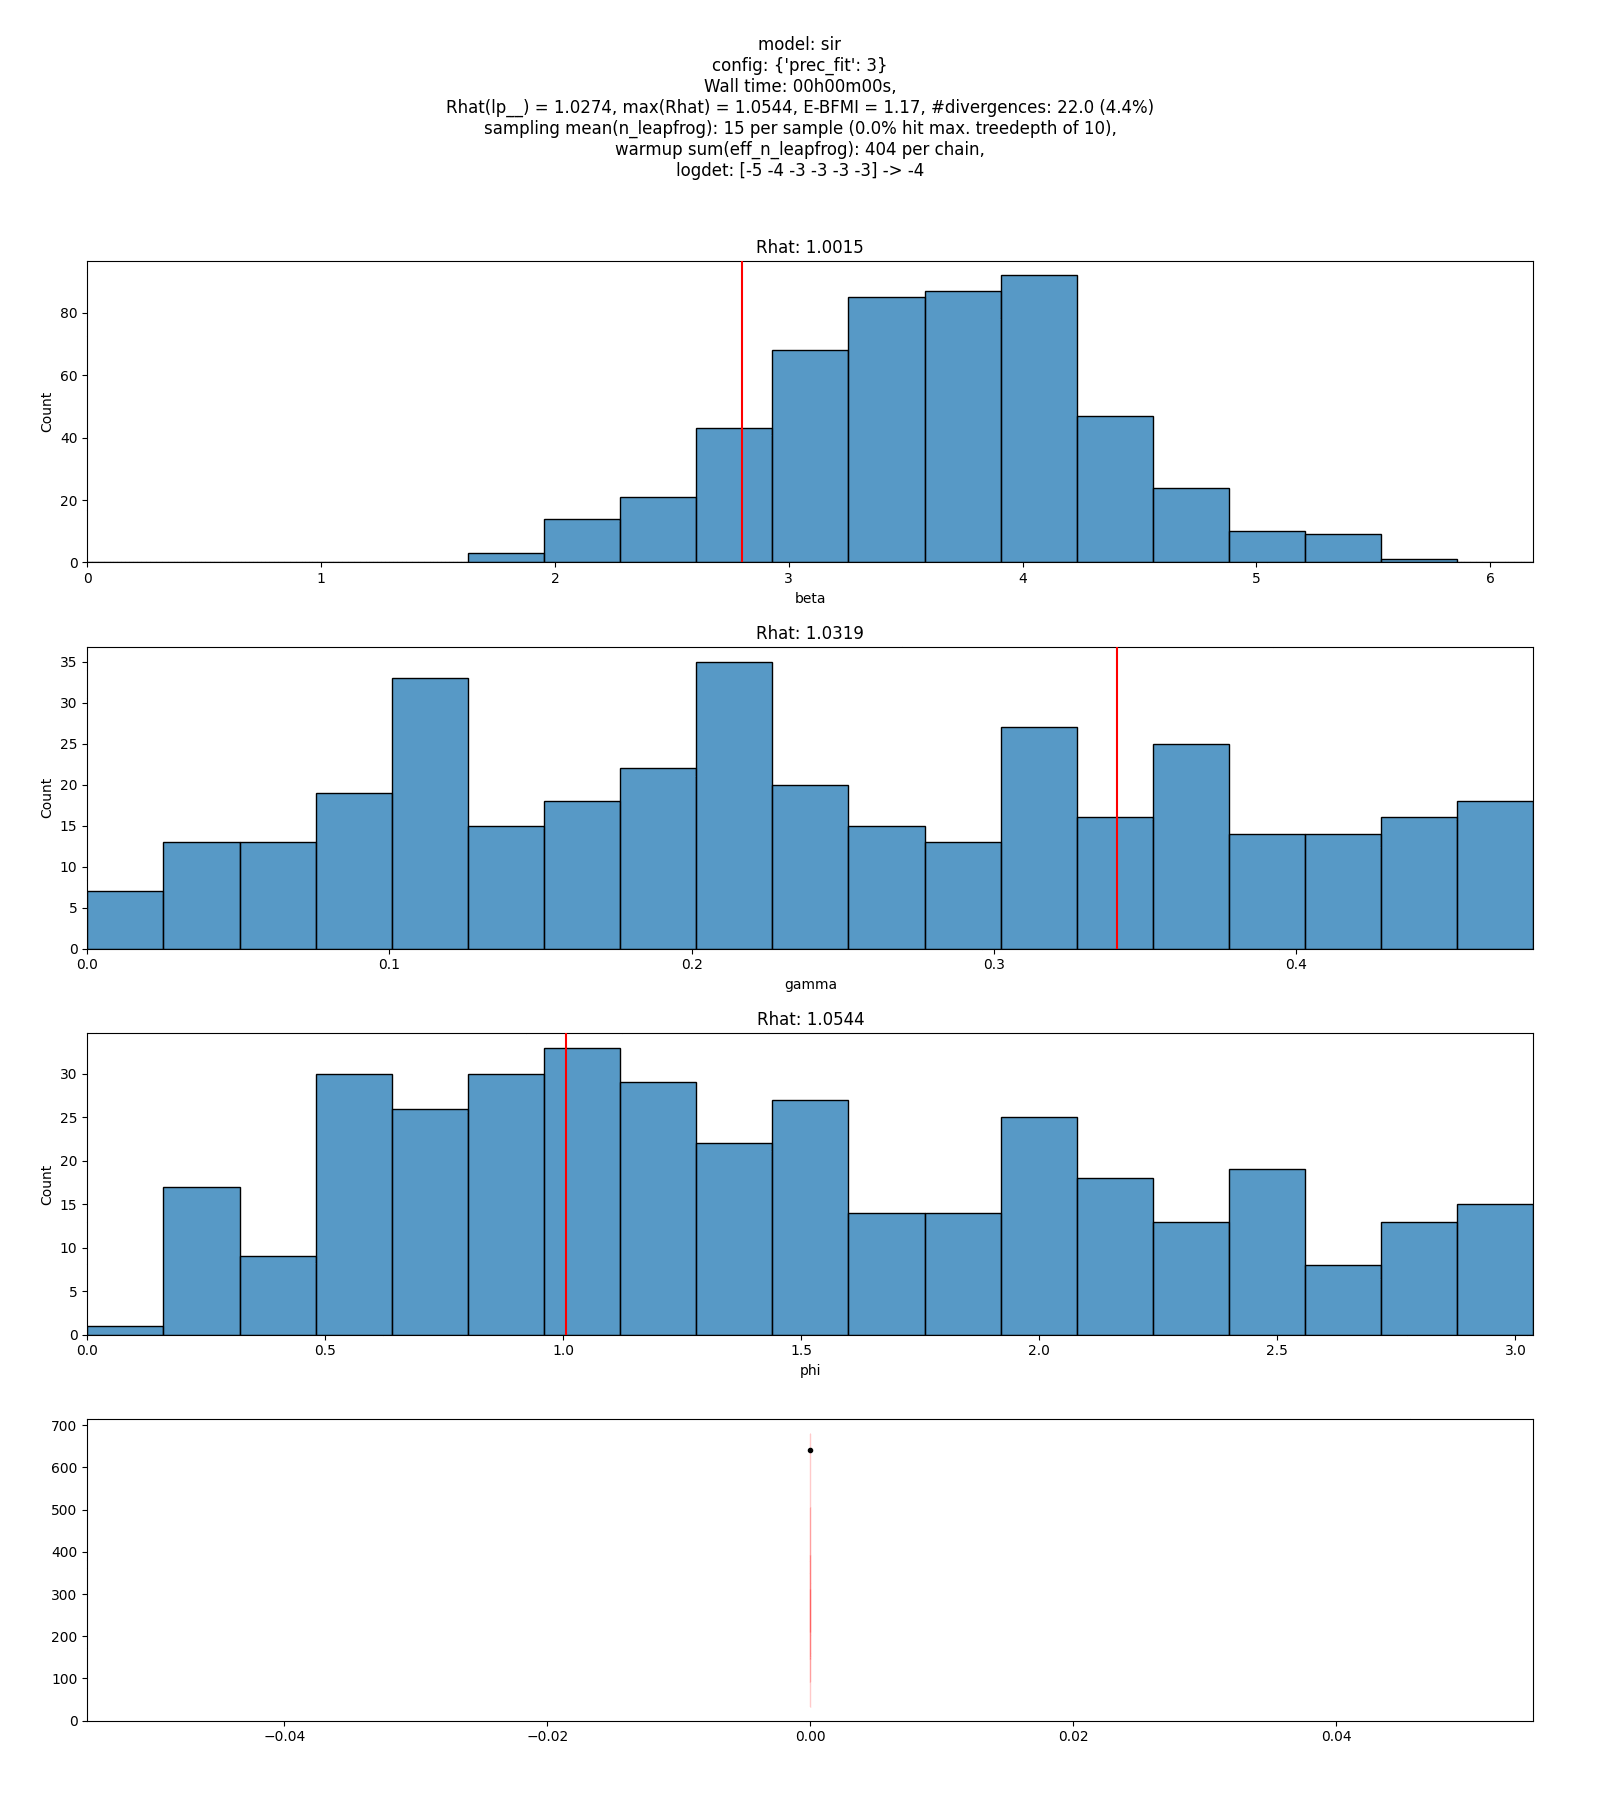 model: sir
config: {'prec_fit': 3}
Wall time: 00h00m00s,
Rhat(lp__) = 1.0274, max(Rhat) = 1.0544, E-BFMI = 1.17, #divergences: 22.0 (4.4%)
sampling mean(n_leapfrog): 15 per sample (0.0% hit max. treedepth of 10),
warmup sum(eff_n_leapfrog): 404 per chain,
logdet: [-5 -4 -3 -3 -3 -3] -> -4
Rhat: 1.0015
80
60
40
20
0
Count
0 1 2 3 4 5 6
beta
Rhat: 1.0319
35
30
25
20
15
10
5
0
Count
0.0 0.1 0.2 0.3 0.4
gamma
Rhat: 1.0544
30
25
20
15
10
5
0
Count
0.0 0.5 1.0 1.5 2.0 2.5 3.0
phi
700
600
500
400
300
200
100
0
−0.04 −0.02 0.00 0.02 0.04